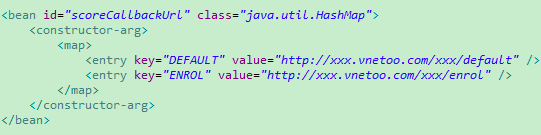 <bean id="scoreCallbackUrl" class="java.util.HashMap">
<constructor-arg>
<map>
<entry key="DEFAULT" value="http://xxx.vnetoo.com/xxx/default" />
<entry key="ENROL" value="http://xxx.vnetoo.com/xxx/enrol" />
</map>
</constructor-arg>
</bean>